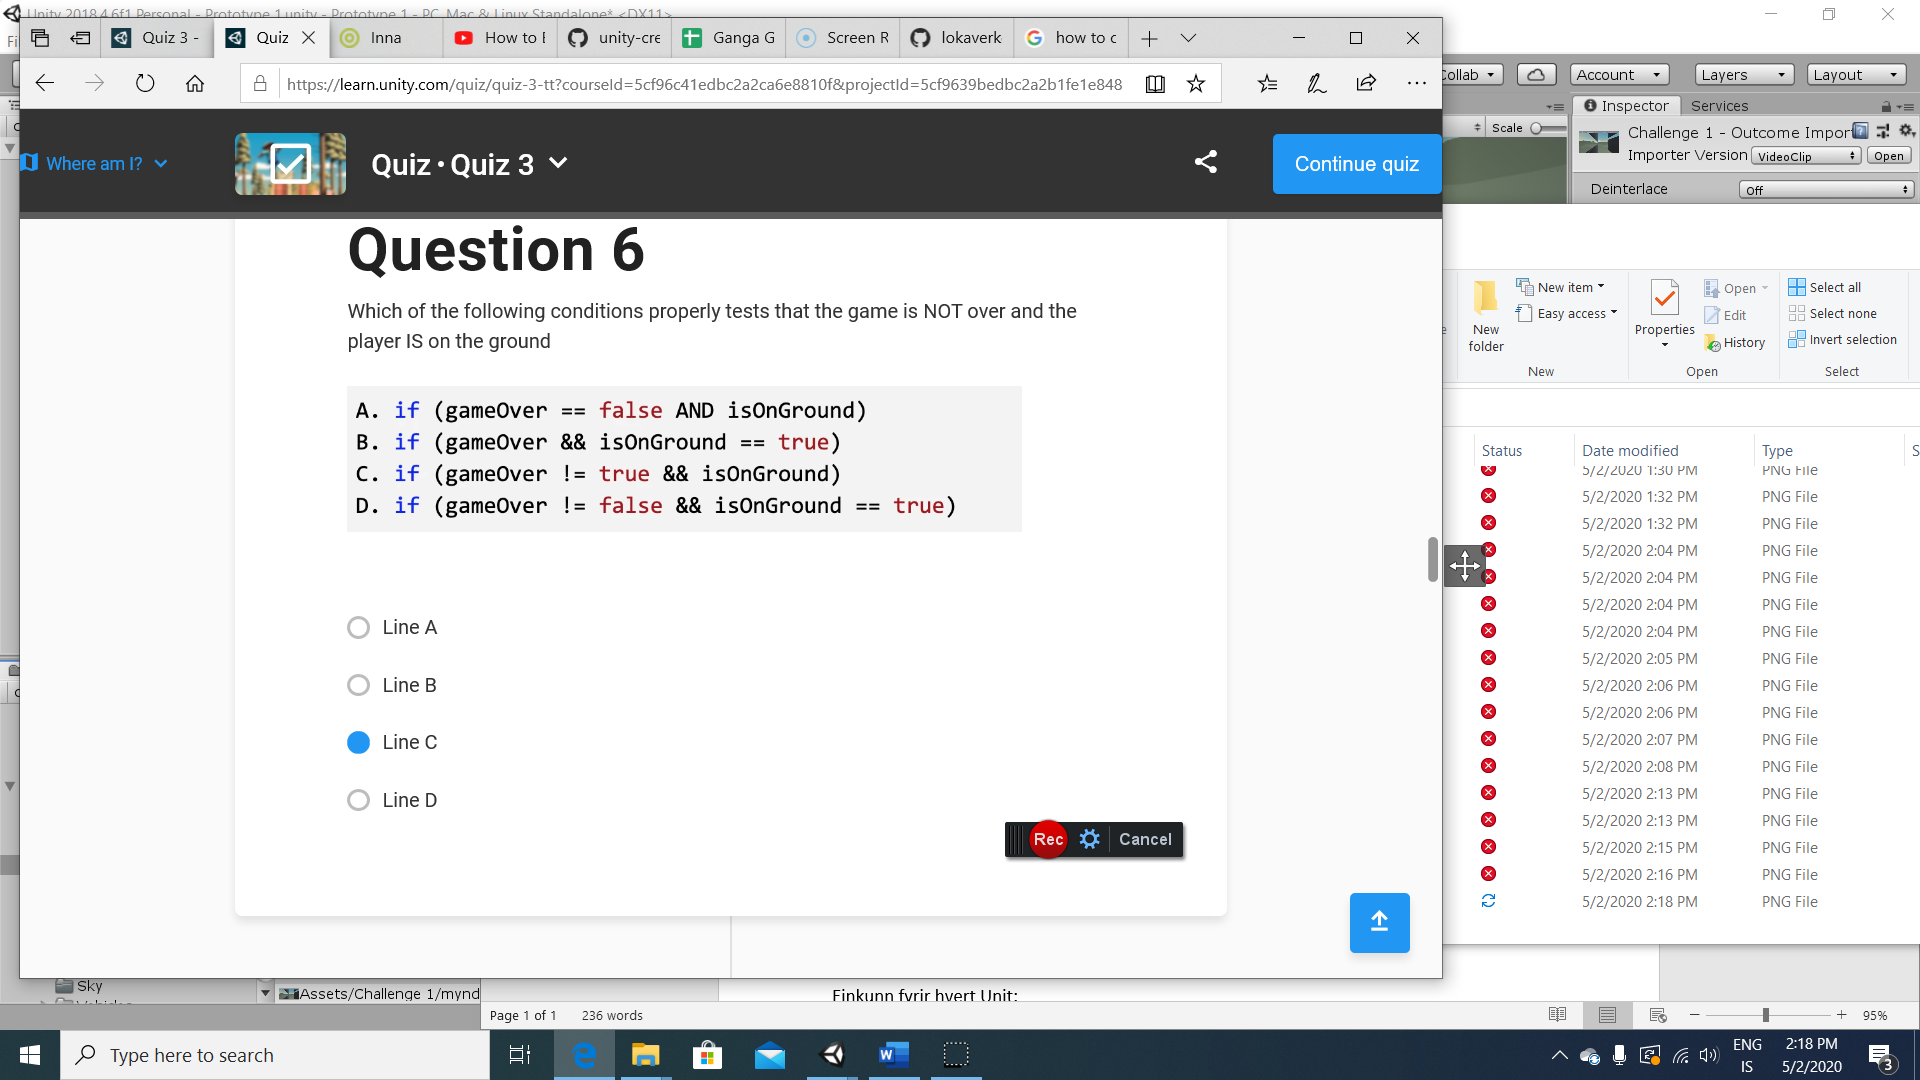 Unity 2018.4.6f1 Personal - Prototype 1.unity - Prototype 1 - PC, Mac & Linux Standalone* <DX11>
Quiz 3 -
Quiz
Inna
How to
unity-cre
Ganga G
Screen R
lokaverk
how to c
https://learn.unity.com/quiz/quiz-3-tt?courseId=5cf96c41edbc2a2ca6e8810f&projectId=5cf9639bedbc2a2b1fe1e848
Collab
Account
Layers
Layout
Inspector
Services
Scale
Challenge 1 - Outcome Impor
Importer Version
VideoClip
Open
Deinterlace
Off
Where am I?
Quiz · Quiz 3
Continue quiz
Question 6
Which of the following conditions properly tests that the game is NOT over and the
player IS on the ground
A. if (gameOver == false AND isOnGround)
B. if (gameOver && isOnGround == true)
C. if (gameOver != true && isOnGround)
D. if (gameOver != false && isOnGround == true)
Line A
Line B
Line C
Line D
Rec
Cancel
New folder
New item
Easy access
New
Properties
Open
Edit
History
Open
Select all
Select none
Invert selection
Select
Status
Date modified
Type
S
5/2/2020 1:30 PM PNG File
5/2/2020 1:32 PM PNG File
5/2/2020 1:32 PM PNG File
5/2/2020 2:04 PM PNG File
5/2/2020 2:04 PM PNG File
5/2/2020 2:04 PM PNG File
5/2/2020 2:04 PM PNG File
5/2/2020 2:05 PM PNG File
5/2/2020 2:06 PM PNG File
5/2/2020 2:06 PM PNG File
5/2/2020 2:07 PM PNG File
5/2/2020 2:08 PM PNG File
5/2/2020 2:13 PM PNG File
5/2/2020 2:13 PM PNG File
5/2/2020 2:15 PM PNG File
5/2/2020 2:16 PM PNG File
5/2/2020 2:18 PM PNG File
Sky
Assets/Challenge 1/mynd
Einkunn fyrir hvert Unit:
Page 1 of 1
236 words
95%
Type here to search
ENG
IS
2:18 PM
5/2/2020
3